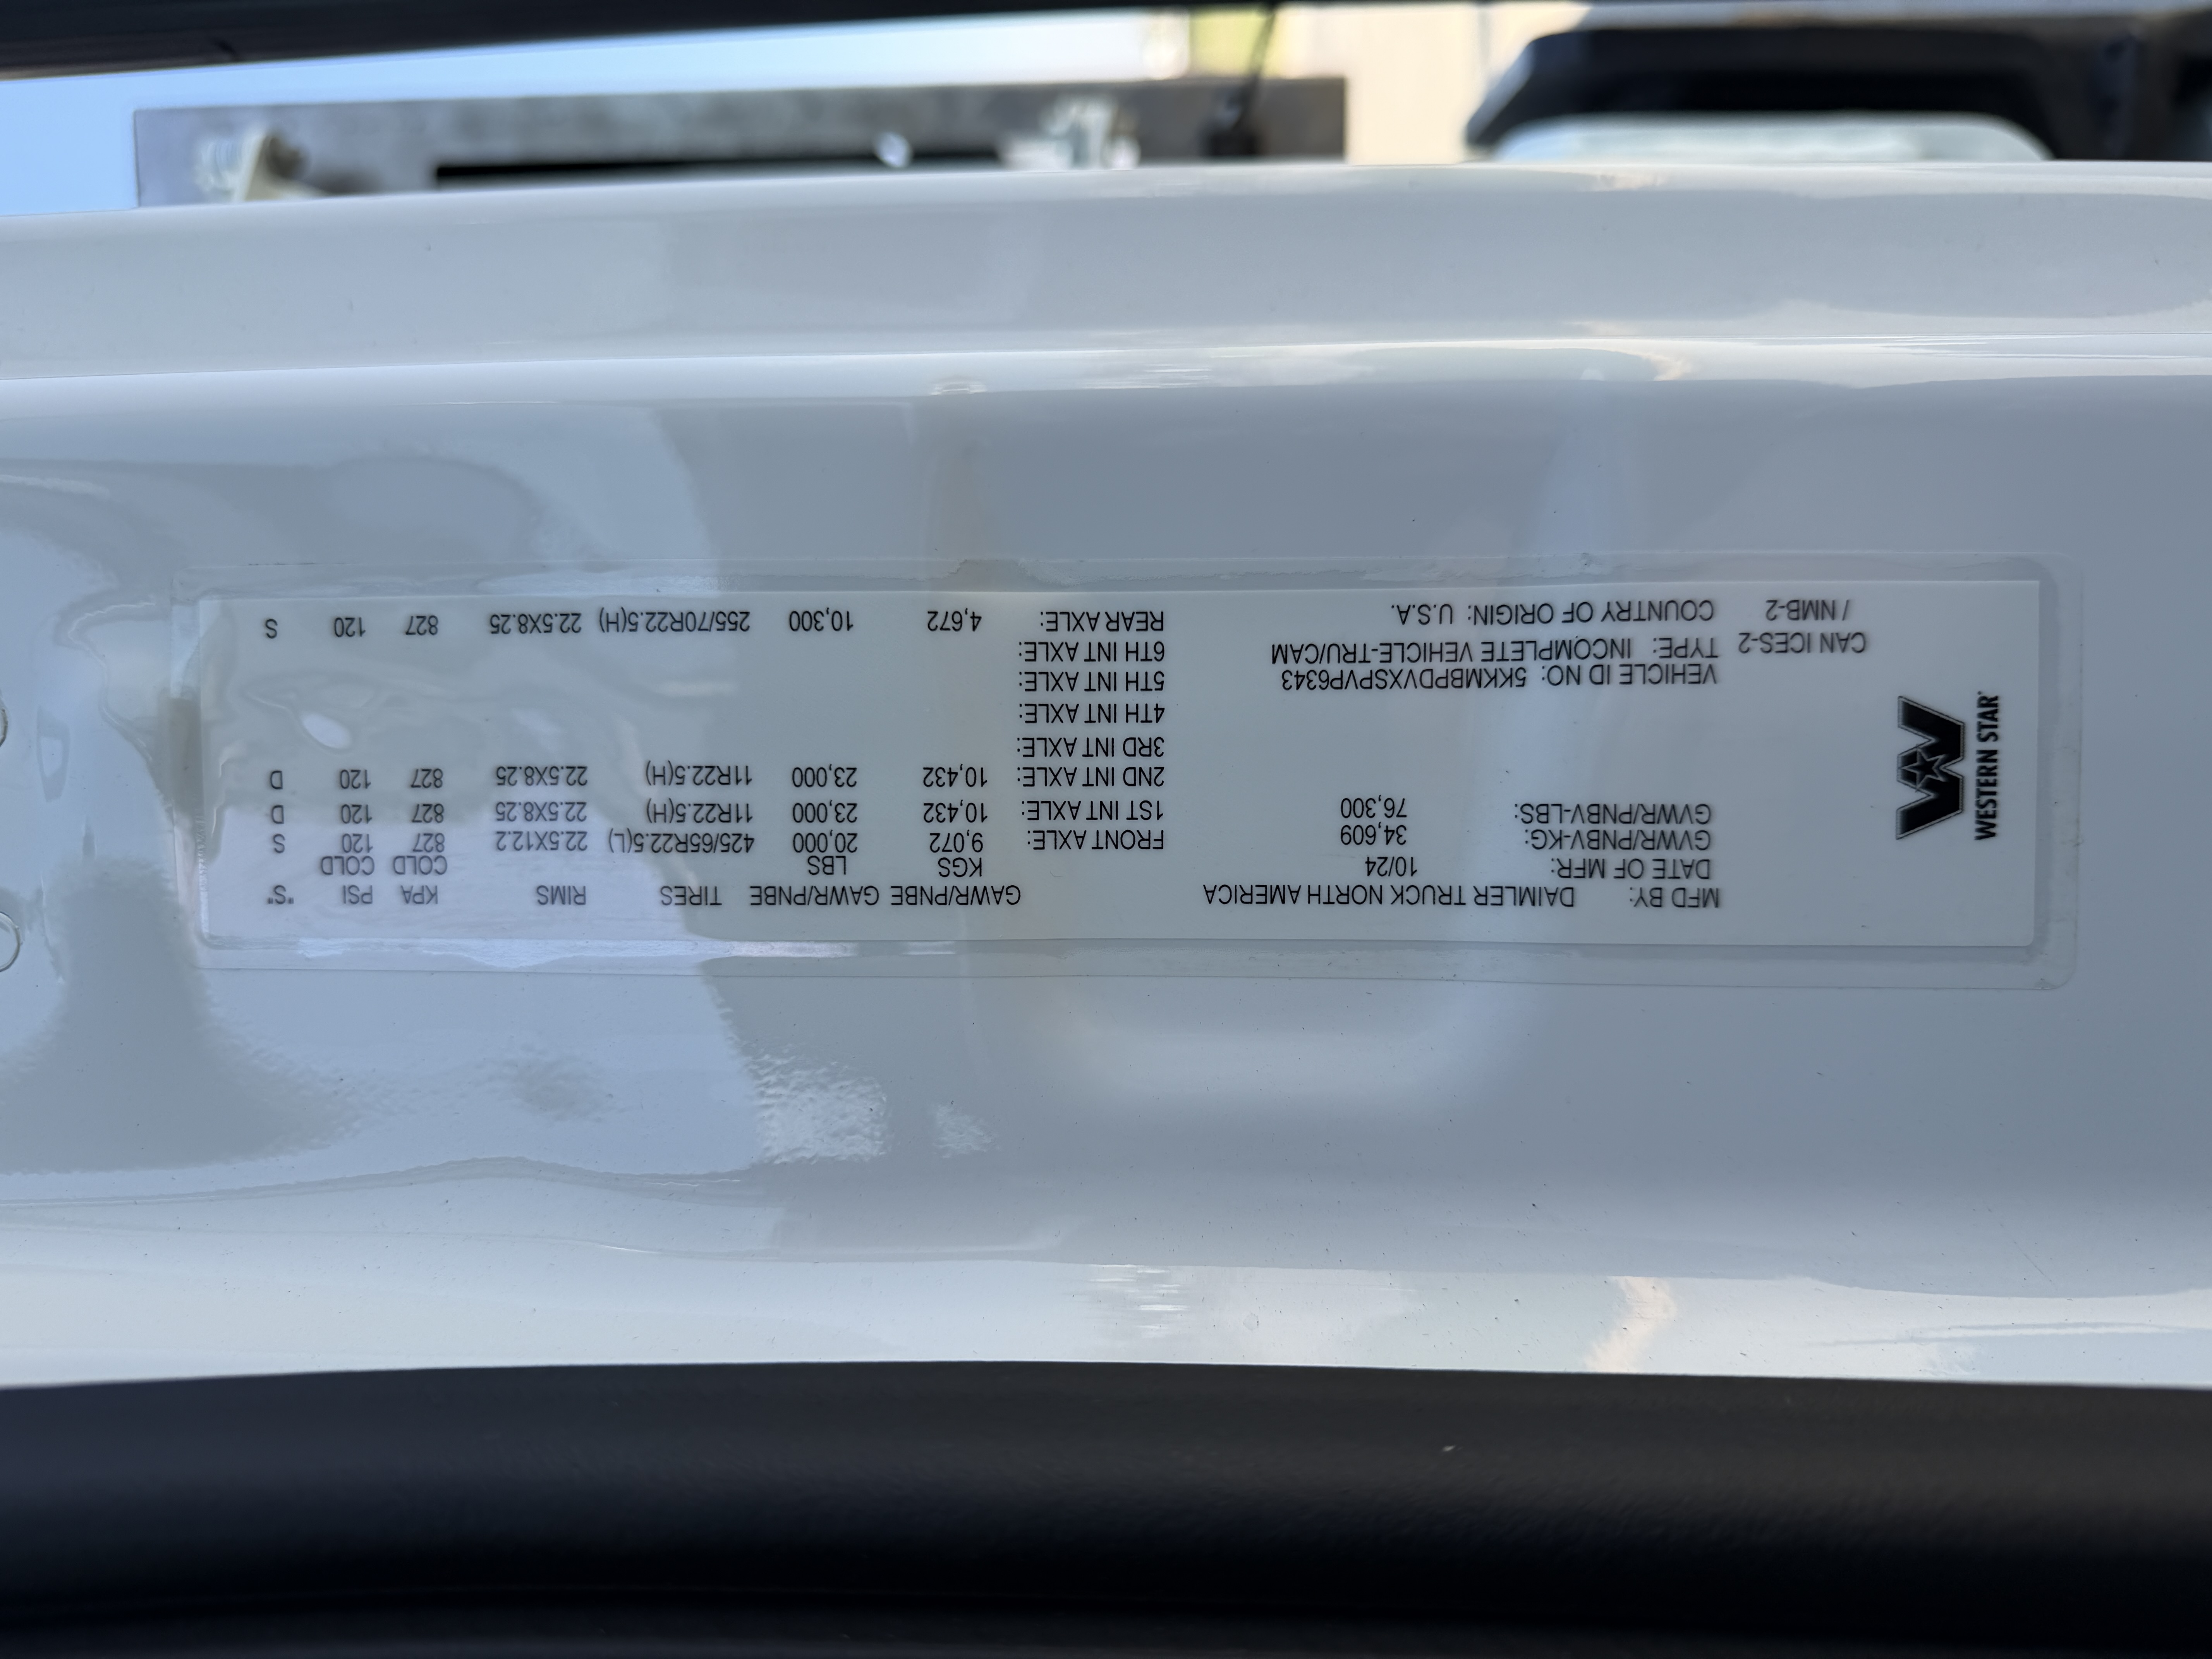 WESTERN STAR
MFD BY: DAIMLER TRUCK NORTH AMERICA
DATE OF MFR: 10/24
GVWR/PNBV-KG: 34,609
GVWR/PNBV-LBS: 76,300
VEHICLE ID NO: 5KKMBPDVXSPVP6343
CAN ICES-2 TYPE: INCOMPLETE VEHICLE-TRU/CAM
/ NMB-2 COUNTRY OF ORIGIN: U.S.A.
GAWR/PNBE GAWR/PNBE TIRES RIMS KPA PSI "S"
KGS LBS COLD COLD
FRONT AXLE: 9,072 20,000 425/65R22.5(L) 22.5X12.2 827 120 S
1ST INT AXLE: 10,432 23,000 11R22.5(H) 22.5X8.25 827 120 D
2ND INT AXLE: 10,432 23,000 11R22.5(H) 22.5X8.25 827 120 D
3RD INT AXLE:
4TH INT AXLE:
5TH INT AXLE:
6TH INT AXLE:
REAR AXLE: 4,672 10,300 255/70R22.5(H) 22.5X8.25 827 120 S